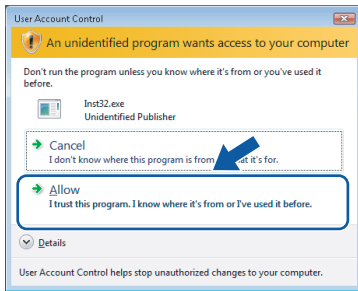 User Account Control
An unidentified program wants access to your computer
Don't run the program unless you know where it's from or you've used it
before.
Inst32.exe
Unidentified Publisher
Cancel
I don't know where this program is from at it's for.
Allow
I trust this program. I know where it's from or I've used it before.
Details
User Account Control helps stop unauthorized changes to your computer.